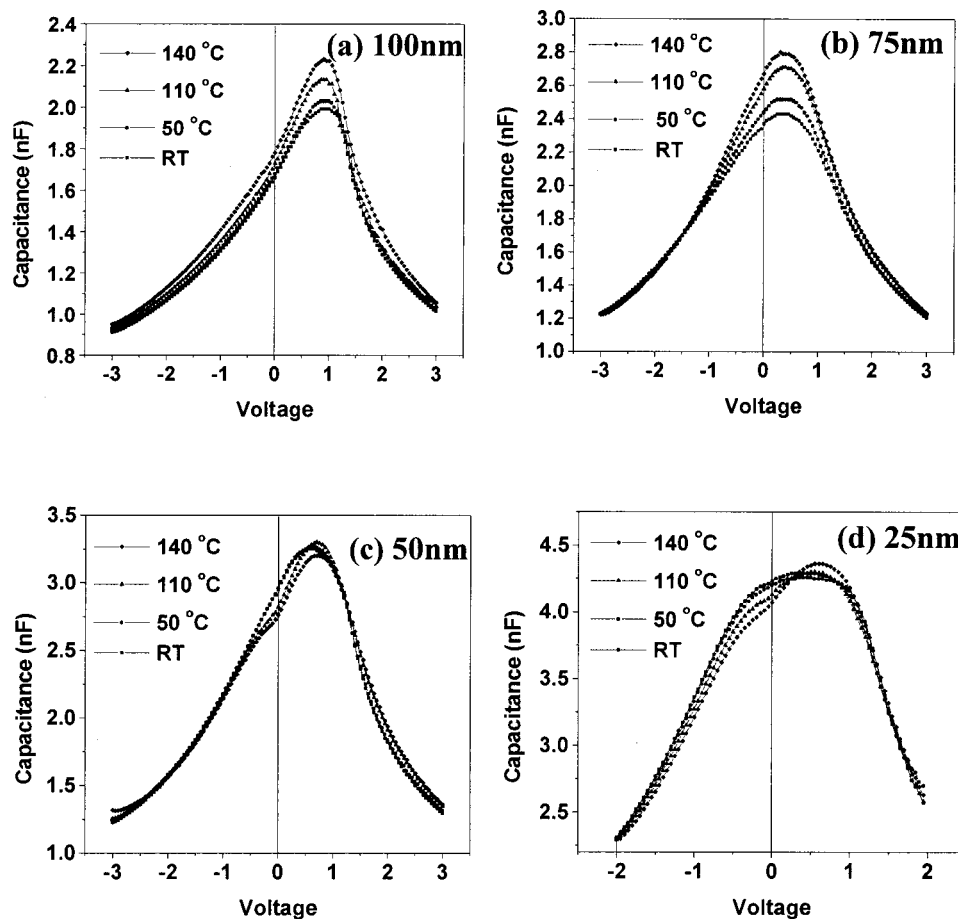 (a) 100nm
140 °C
110 °C
50 °C
RT
2.4
2.2
2.0
1.8
1.6
1.4
1.2
1.0
0.8
Capacitance (nF)
-3 -2 -1 0 1 2 3
Voltage
(b) 75nm
140 °C
110 °C
50 °C
RT
3.0
2.8
2.6
2.4
2.2
2.0
1.8
1.6
1.4
1.2
1.0
Capacitance (nF)
-3 -2 -1 0 1 2 3
Voltage
(c) 50nm
140 °C
110 °C
50 °C
RT
3.5
3.0
2.5
2.0
1.5
1.0
Capacitance (nF)
-3 -2 -1 0 1 2 3
Voltage
(d) 25nm
140 °C
110 °C
50 °C
RT
4.5
4.0
3.5
3.0
2.5
Capacitance (nF)
-2 -1 0 1 2
Voltage